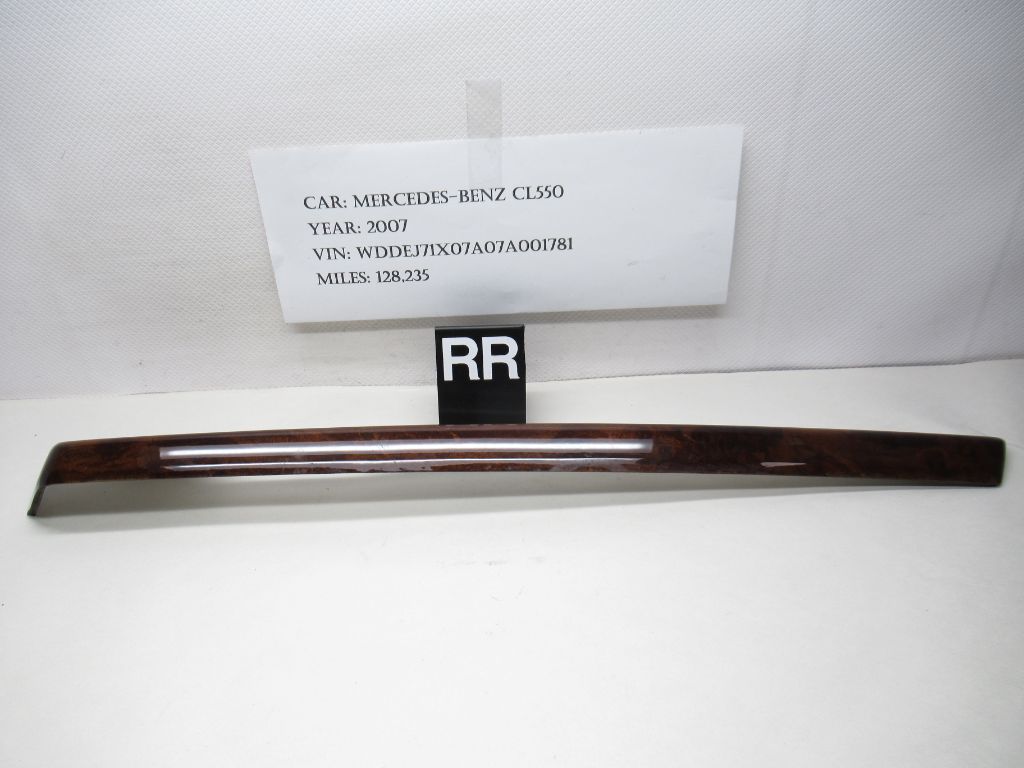 CAR: MERCEDES-BENZ CL550
YEAR: 2007
VIN: WDDEJ71X07A07A001781
MILES: 128,235
RR